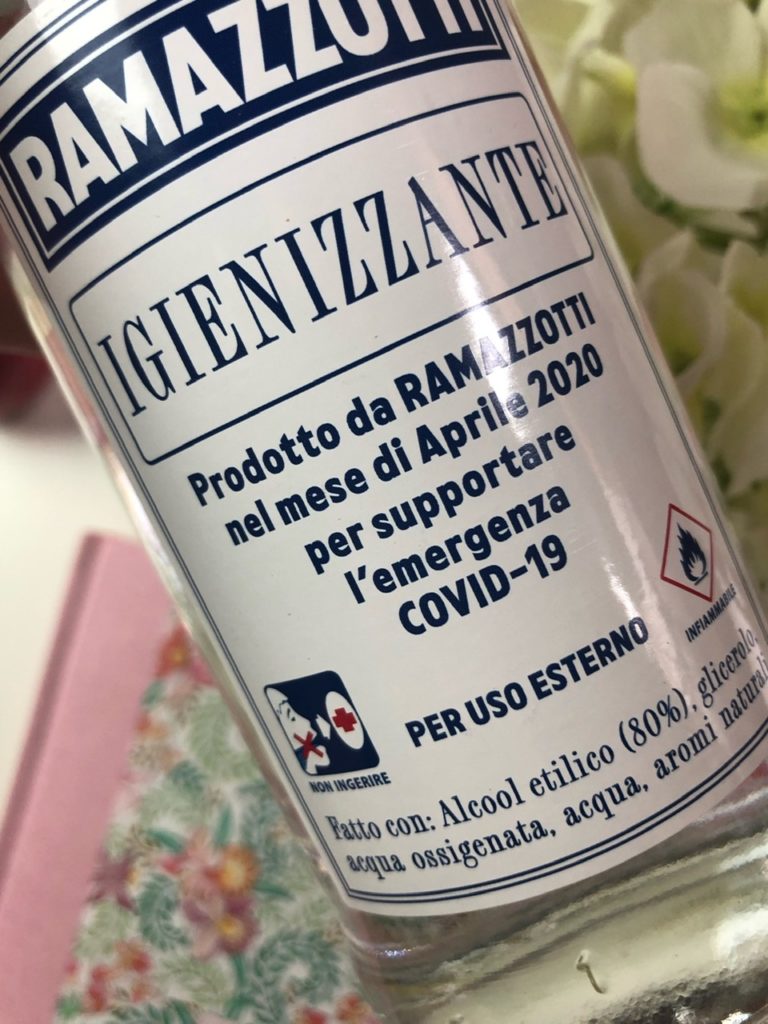 RAMAZZOTTI
IGIENIZZANTE
Prodotto da RAMAZZOTTI
nel mese di Aprile 2020
per supportare
l'emergenza
COVID-19
INFIAMMABILE
PER USO ESTERNO
NON INGERIRE
Fatto con: Alcool etilico (80%), glicerolo,
acqua ossigenata, acqua, aromi naturali